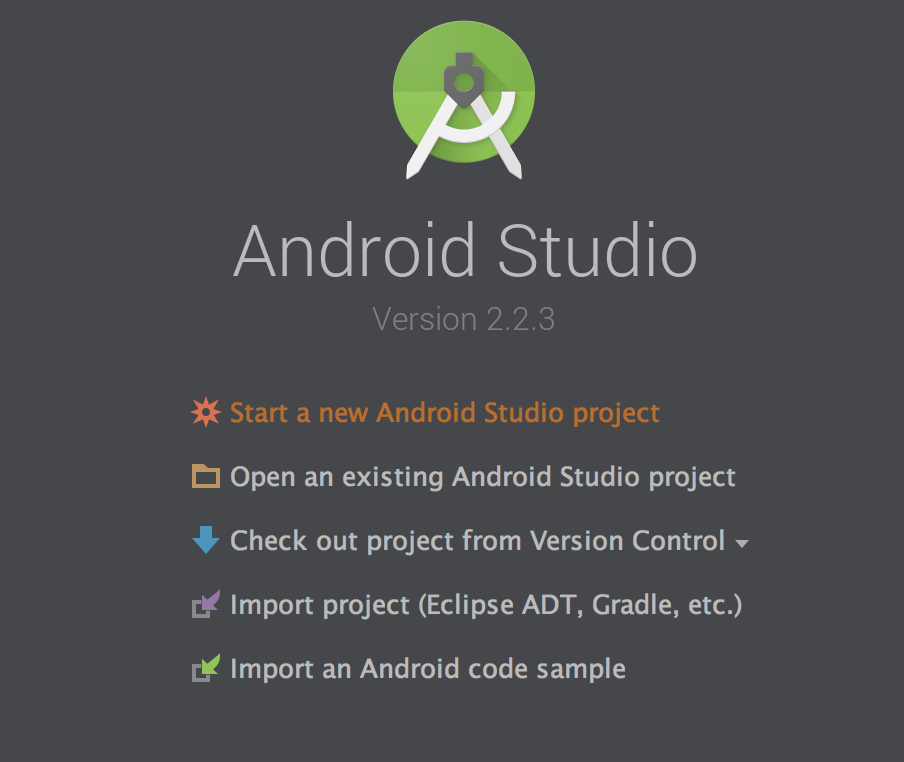 Android Studio
Version 2.2.3
Start a new Android Studio project
Open an existing Android Studio project
Check out project from Version Control
Import project (Eclipse ADT, Gradle, etc.)
Import an Android code sample